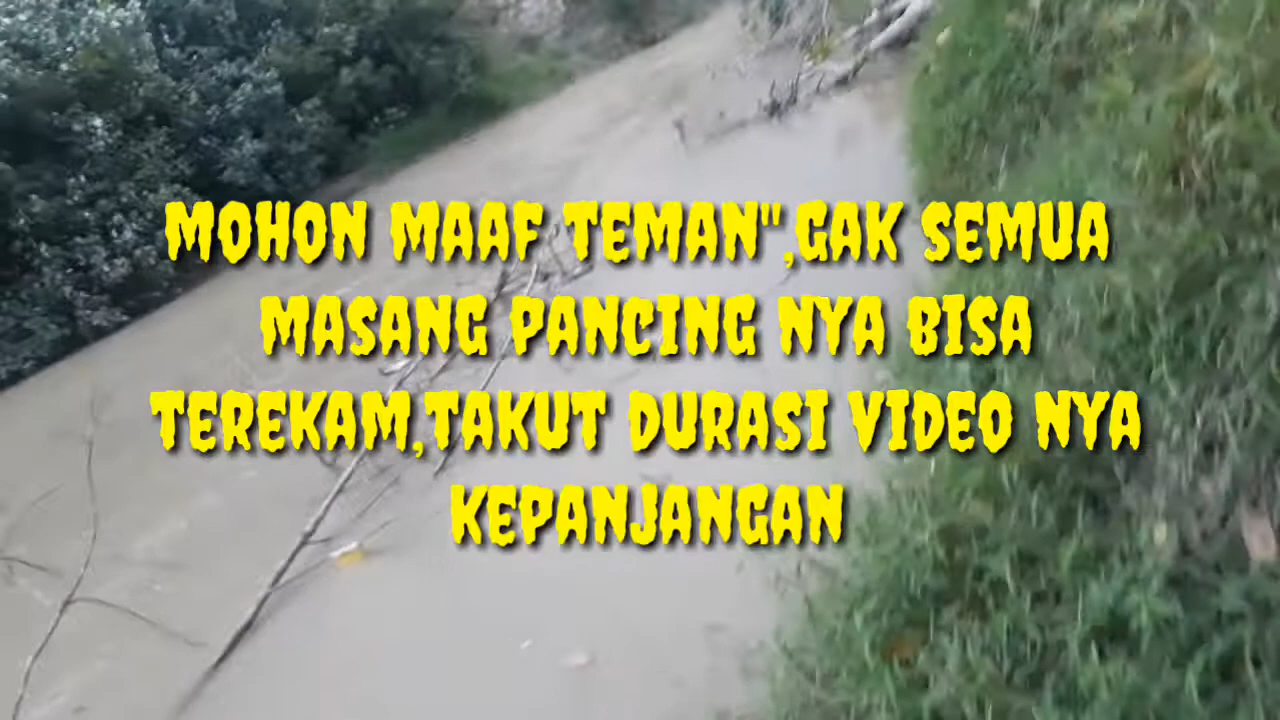 MOHON MAAF TEMAN",GAK SEMUA
MASANG PANCING NYA BISA
TEREKAM,TAKUT DURASI VIDEO NYA
KEPANJANGAN